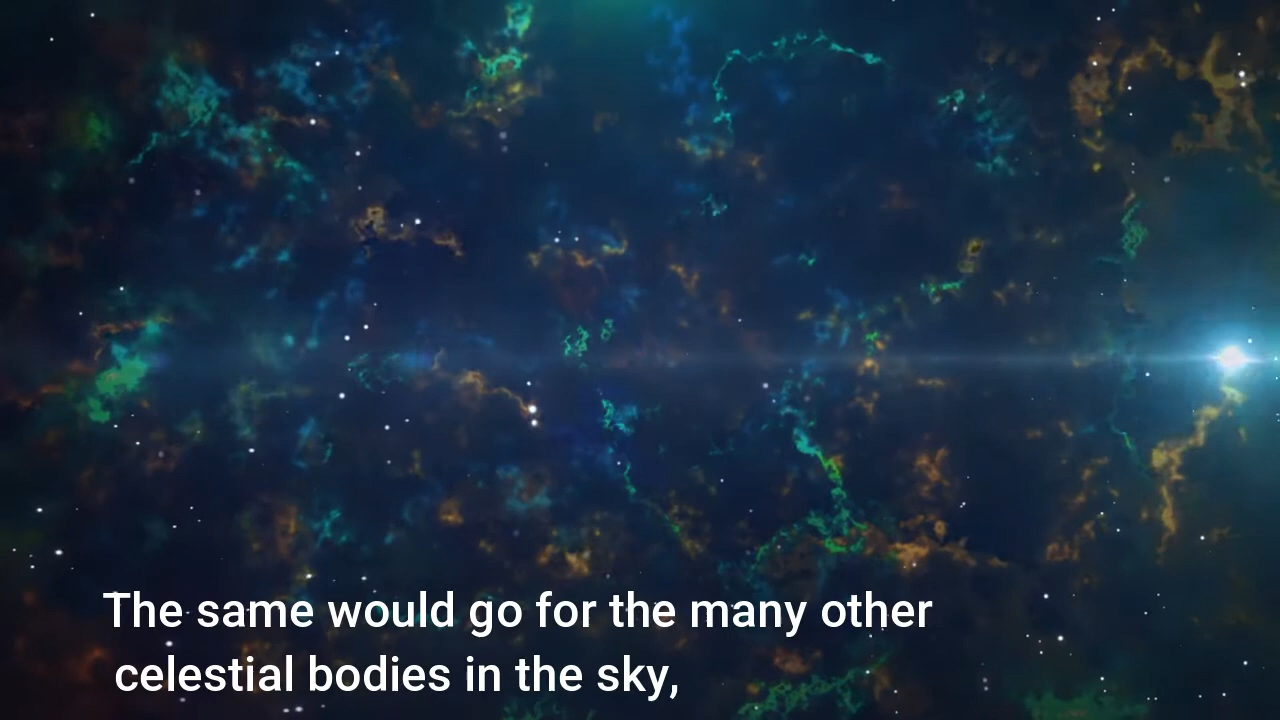 The same would go for the many other
celestial bodies in the sky,